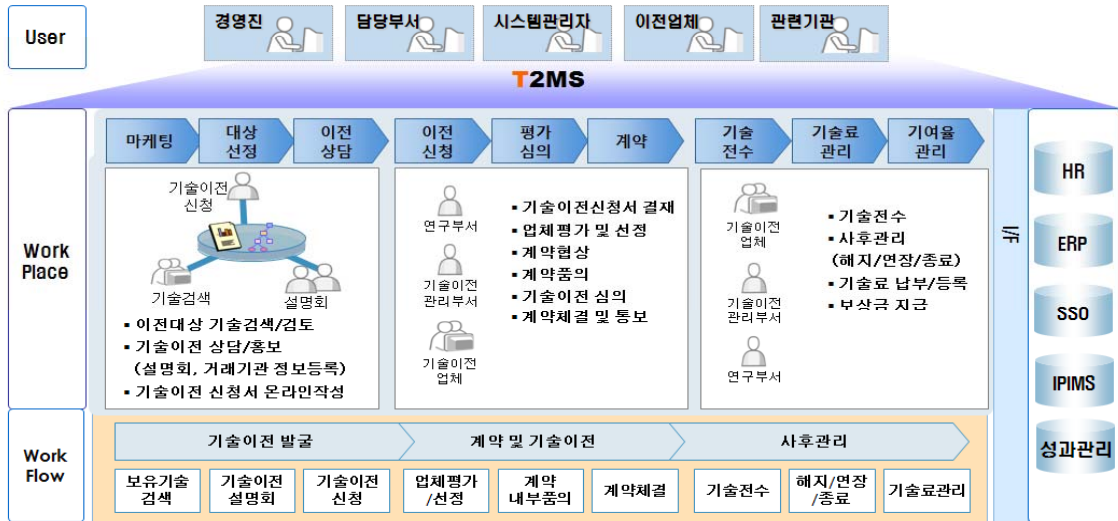 User
경영진
담당부서
시스템관리자
이전업체
관련기관
T2MS
Work
Place
마케팅
대상
선정
이전
상담
이전
신청
평가
심의
계약
기술
전수
기술료
관리
기여율
관리
기술이전
신청
기술검색
설명회
▪ 이전대상 기술검색/검토
▪ 기술이전 상담/홍보
(설명회, 거래기관 정보등록)
▪ 기술이전 신청서 온라인작성
연구부서
기술이전
관리부서
기술이전
업체
▪ 기술이전신청서 결재
▪ 업체평가 및 선정
▪ 계약협상
▪ 계약품의
▪ 기술이전 심의
▪ 계약체결 및 통보
기술이전
업체
기술이전
관리부서
연구부서
▪ 기술전수
▪ 사후관리
(해지/연장/종료)
▪ 기술료 납부/등록
▪ 보상금 지급
I/F
HR
ERP
SSO
IPIMS
성과관리
Work
Flow
기술이전 발굴
계약 및 기술이전
사후관리
보유기술
검색
기술이전
설명회
기술이전
신청
업체평가
/선정
계약
내부품의
계약체결
기술전수
해지/연장
/종료
기술료관리